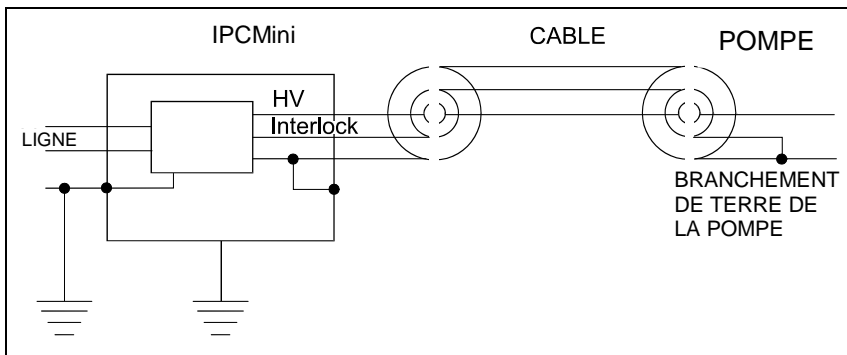 IPCMini
CABLE
POMPE
HV
Interlock
LIGNE
BRANCHEMENT
DE TERRE DE
LA POMPE